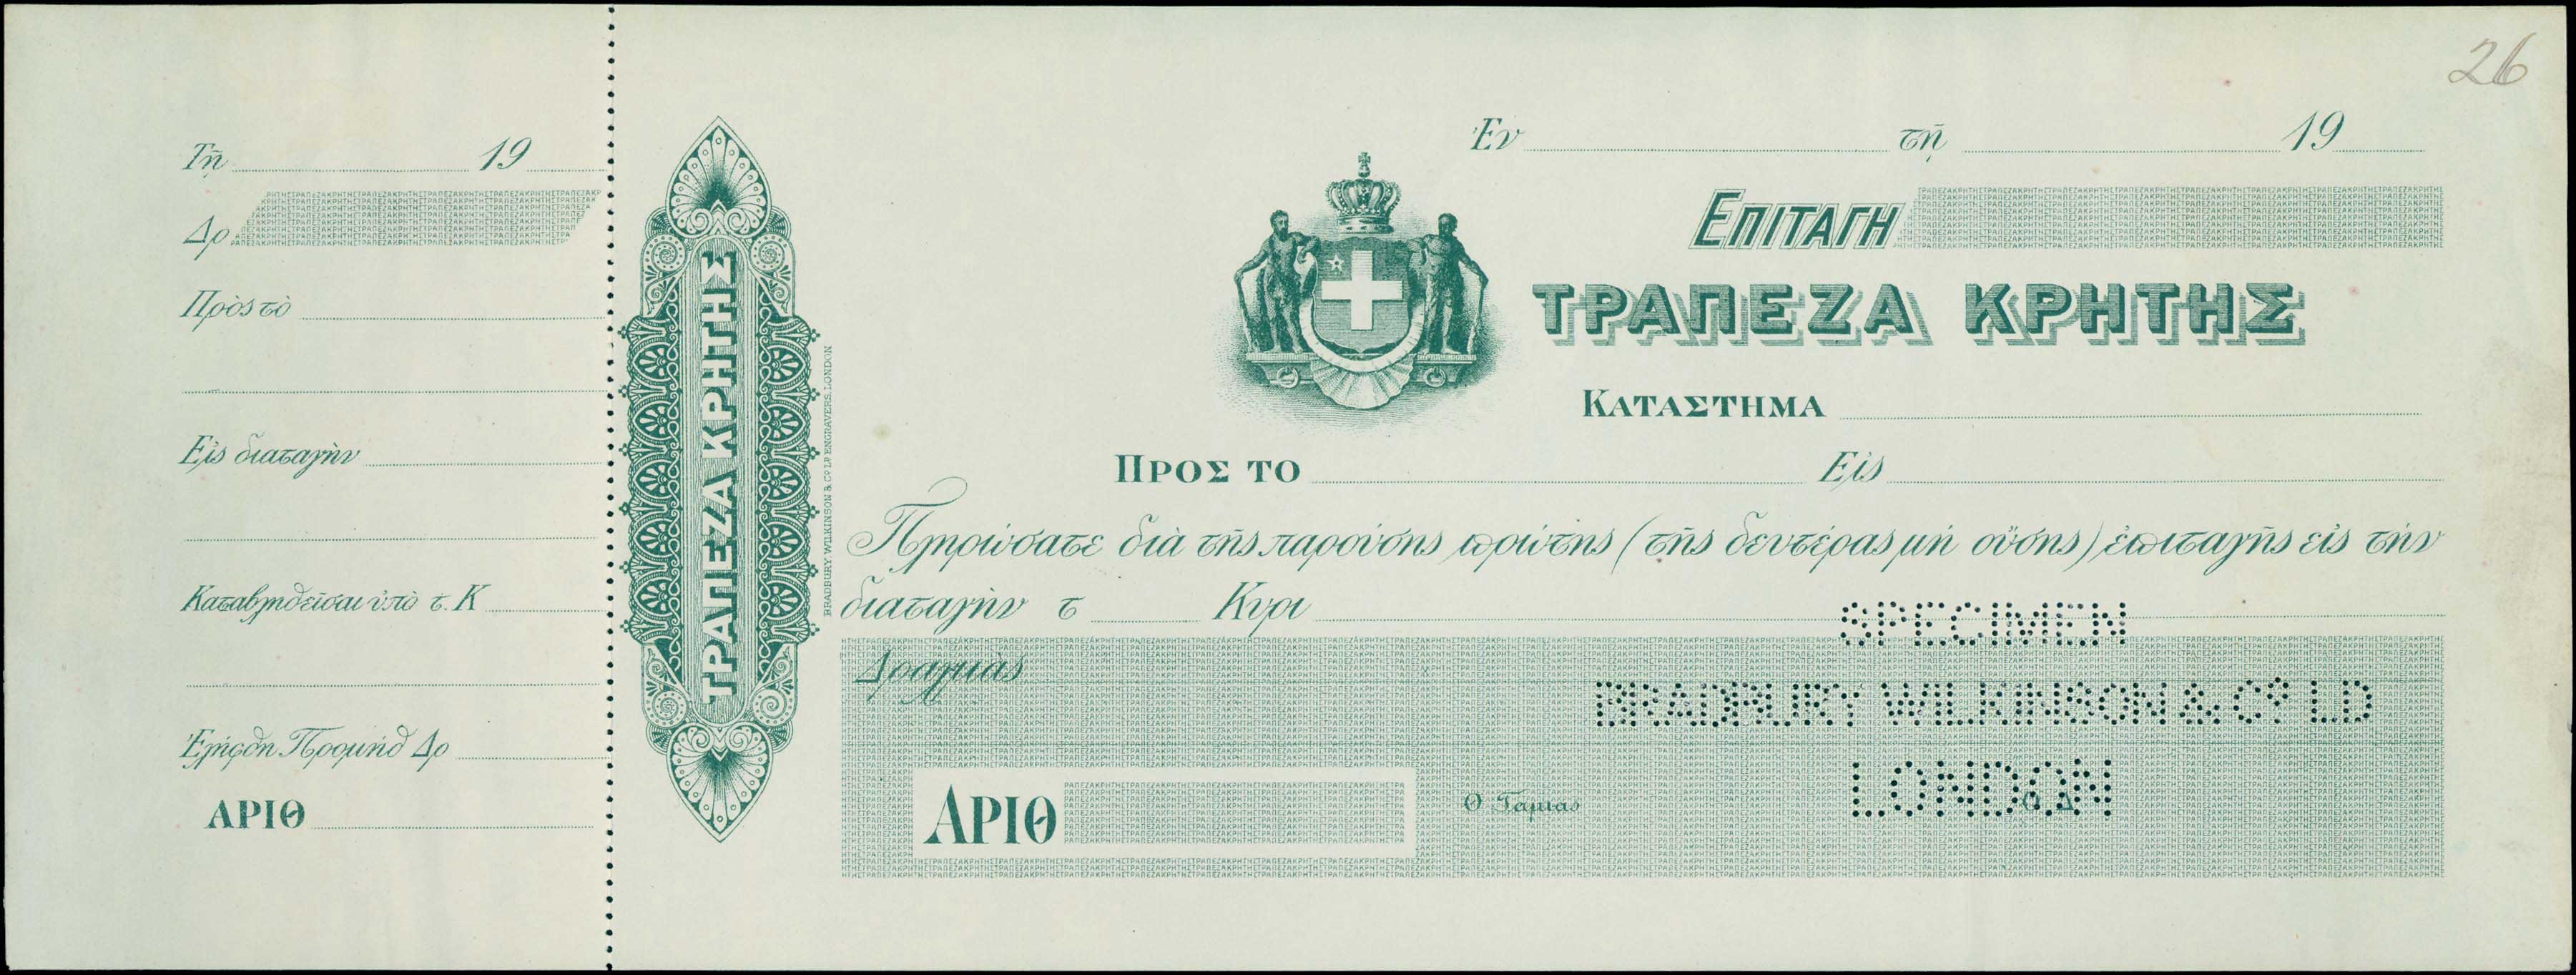 26
Τῇ 19
Δρ
Πρὸς τὸ
Εἰς διαταγὴν
Καταβληθεῖσαι ὑπὸ τ. Κ
Ἐλήφθη Προμήθ Δρ
ΑΡΙΘ
ΤΡΑΠΕΖΑ ΚΡΗΤΗΣ
BRADBURY, WILKINSON & Cº Lᴅ ENGRAVERS, LONDON
Ἐν τῇ 19
ΕΠΙΤΑΓΗ
ΤΡΑΠΕΖΑ ΚΡΗΤΗΣ
ΚΑΤΑΣΤΗΜΑ
ΠΡΟΣ ΤΟ Εἰς
Πληρώσατε διὰ τῆς παρούσης πρώτης (τῆς δευτέρας μὴ οὔσης) ἐπιταγῆς εἰς τὴν
διαταγὴν τ Κυρι
SPECIMEN
Δραχμὰς
BRADBURY WILKINSON & Cº LD
LONDON
ΑΡΙΘ
Ο Ταμίας
Ο Δ